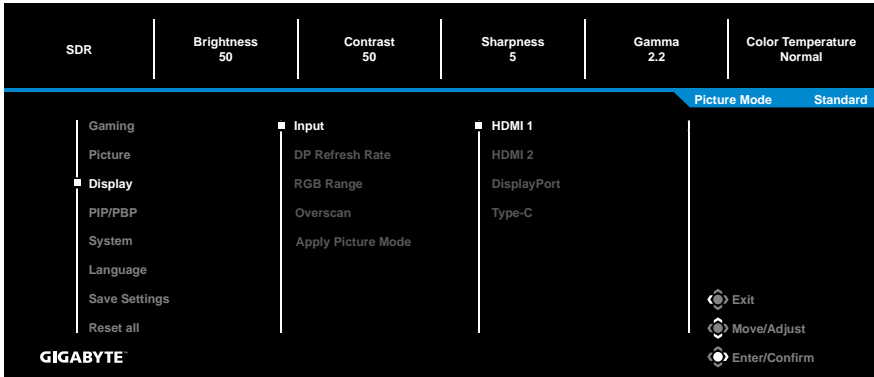 SDR
Brightness
50
Contrast
50
Sharpness
5
Gamma
2.2
Color Temperature
Normal
Picture Mode Standard
Gaming
Picture
Display
PIP/PBP
System
Language
Save Settings
Reset all
Input
DP Refresh Rate
RGB Range
Overscan
Apply Picture Mode
HDMI 1
HDMI 2
DisplayPort
Type-C
Exit
Move/Adjust
Enter/Confirm
GIGABYTE™